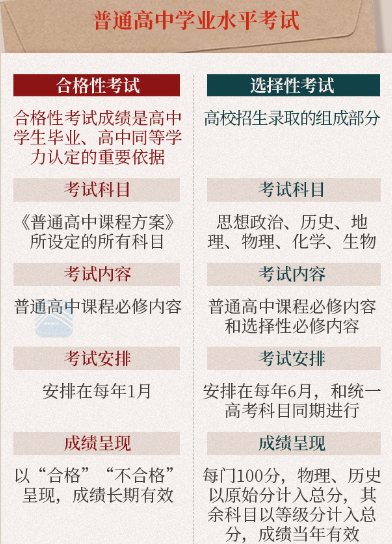 普通高中学业水平考试
合格性考试
合格性考试成绩是高中
学生毕业、高中同等学
力认定的重要依据
考试科目
《普通高中课程方案》
所设定的所有科目
考试内容
普通高中课程必修内容
考试安排
安排在每年1月
成绩呈现
以“合格”“不合格”
呈现，成绩长期有效
选择性考试
高校招生录取的组成部分
考试科目
思想政治、历史、地
理、物理、化学、生物
考试内容
普通高中课程必修内容
和选择性必修内容
考试安排
安排在每年6月，和统一
高考科目同期进行
成绩呈现
每门100分，物理、历史
以原始分计入总分，其
余科目以等级分计入总
分，成绩当年有效